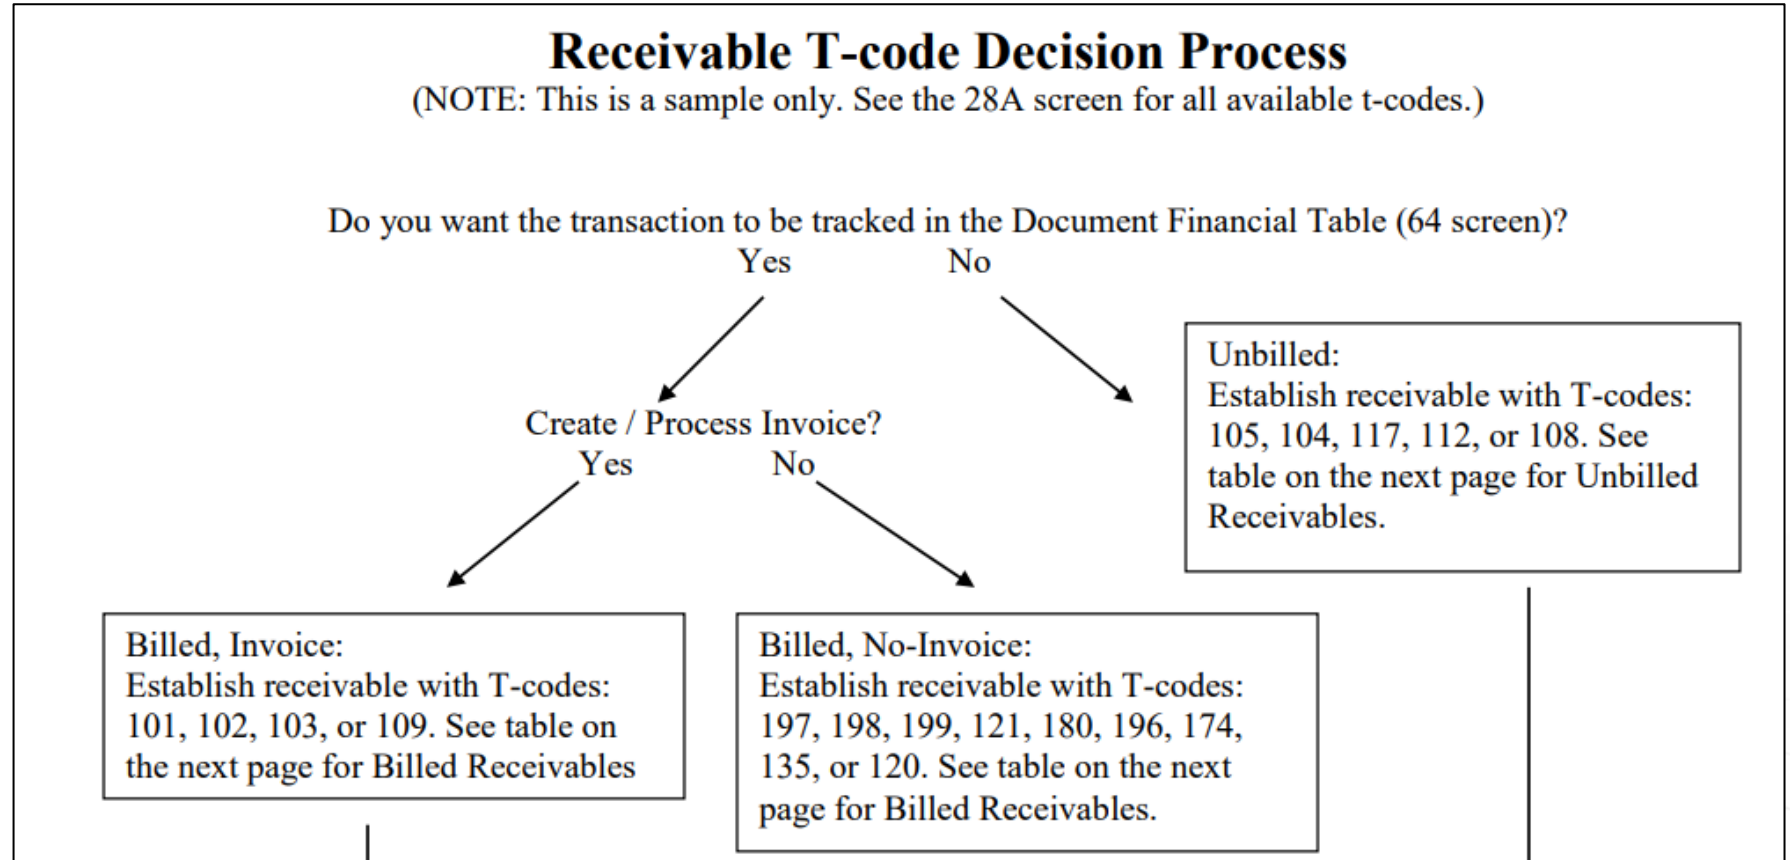 Receivable T-code Decision Process
(NOTE: This is a sample only. See the 28A screen for all available t-codes.)
Do you want the transaction to be tracked in the Document Financial Table (64 screen)?
Yes No
Unbilled:
Establish receivable with T-codes:
105, 104, 117, 112, or 108. See
table on the next page for Unbilled
Receivables.
Create / Process Invoice?
Yes No
Billed, Invoice:
Establish receivable with T-codes:
101, 102, 103, or 109. See table on
the next page for Billed Receivables
Billed, No-Invoice:
Establish receivable with T-codes:
197, 198, 199, 121, 180, 196, 174,
135, or 120. See table on the next
page for Billed Receivables.